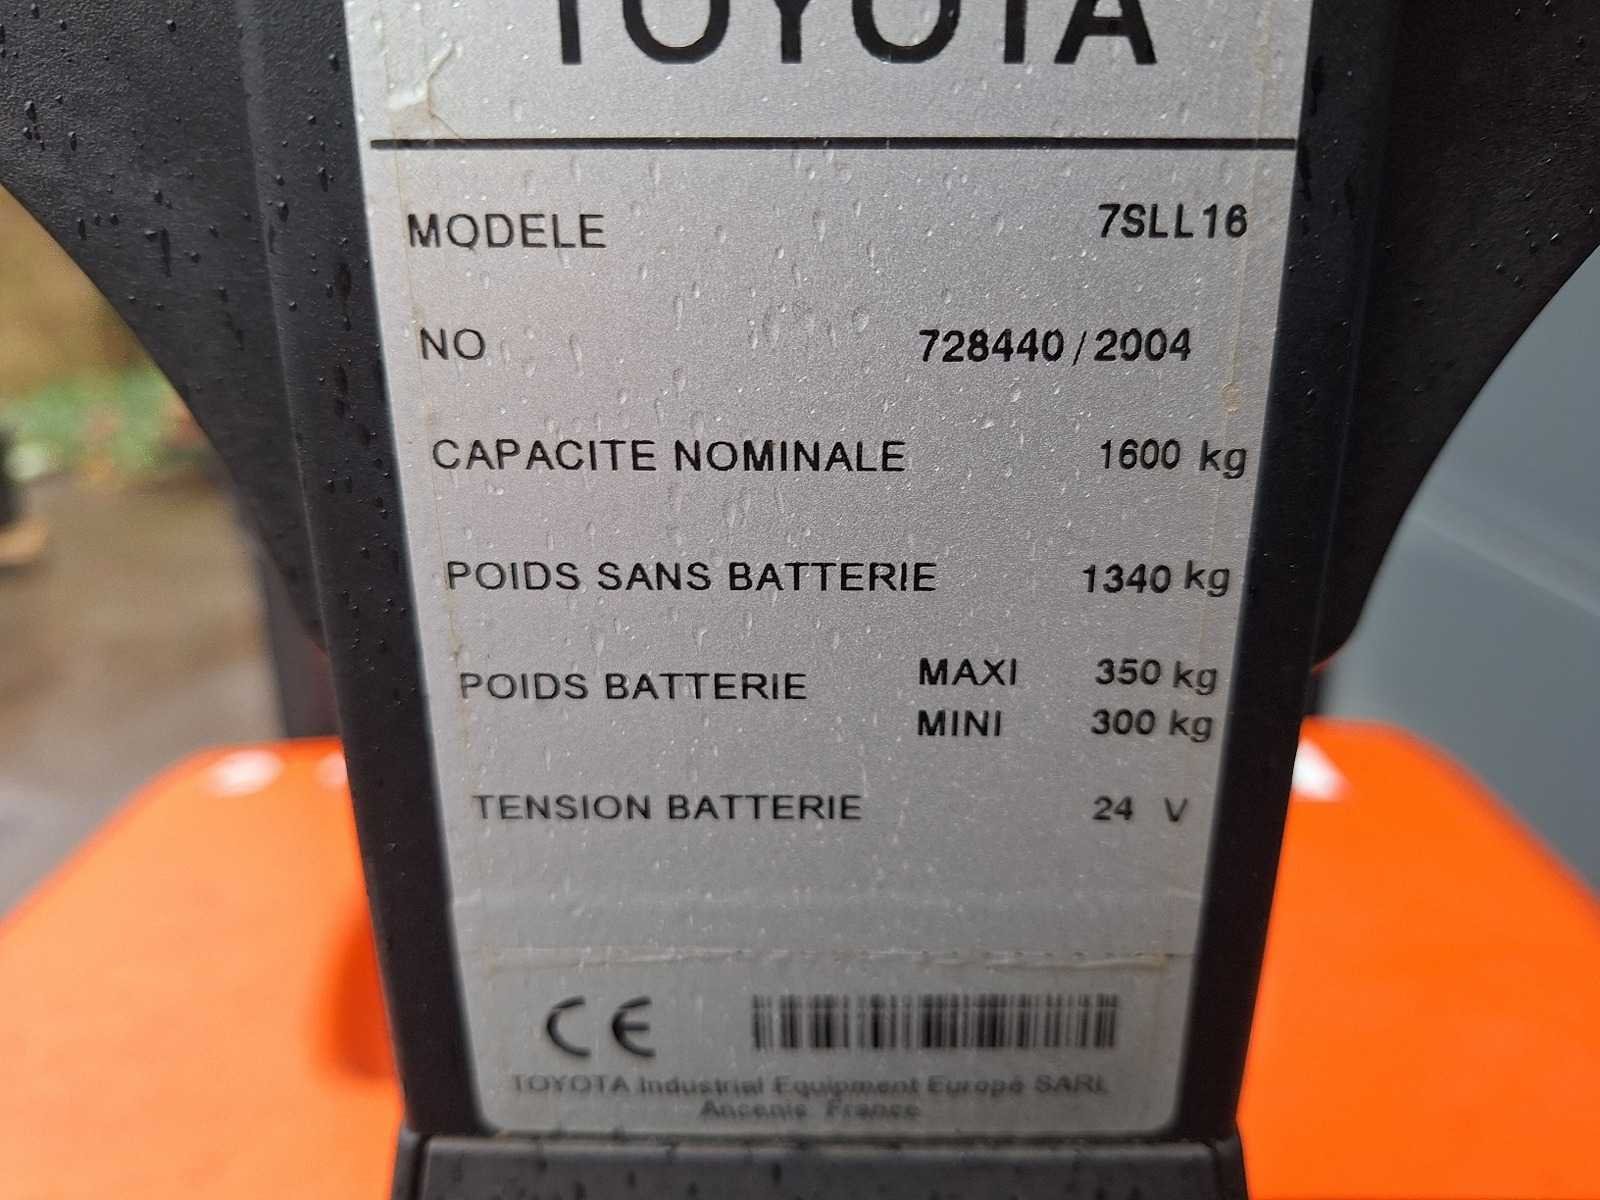 TOYOTA
MODELE 7SLL16
NO 728440/2004
CAPACITE NOMINALE 1600 kg
POIDS SANS BATTERIE 1340 kg
POIDS BATTERIE MAXI 350 kg
MINI 300 kg
TENSION BATTERIE 24 V
CE
TOYOTA Industrial Equipment Europe SARL
Ancenis France